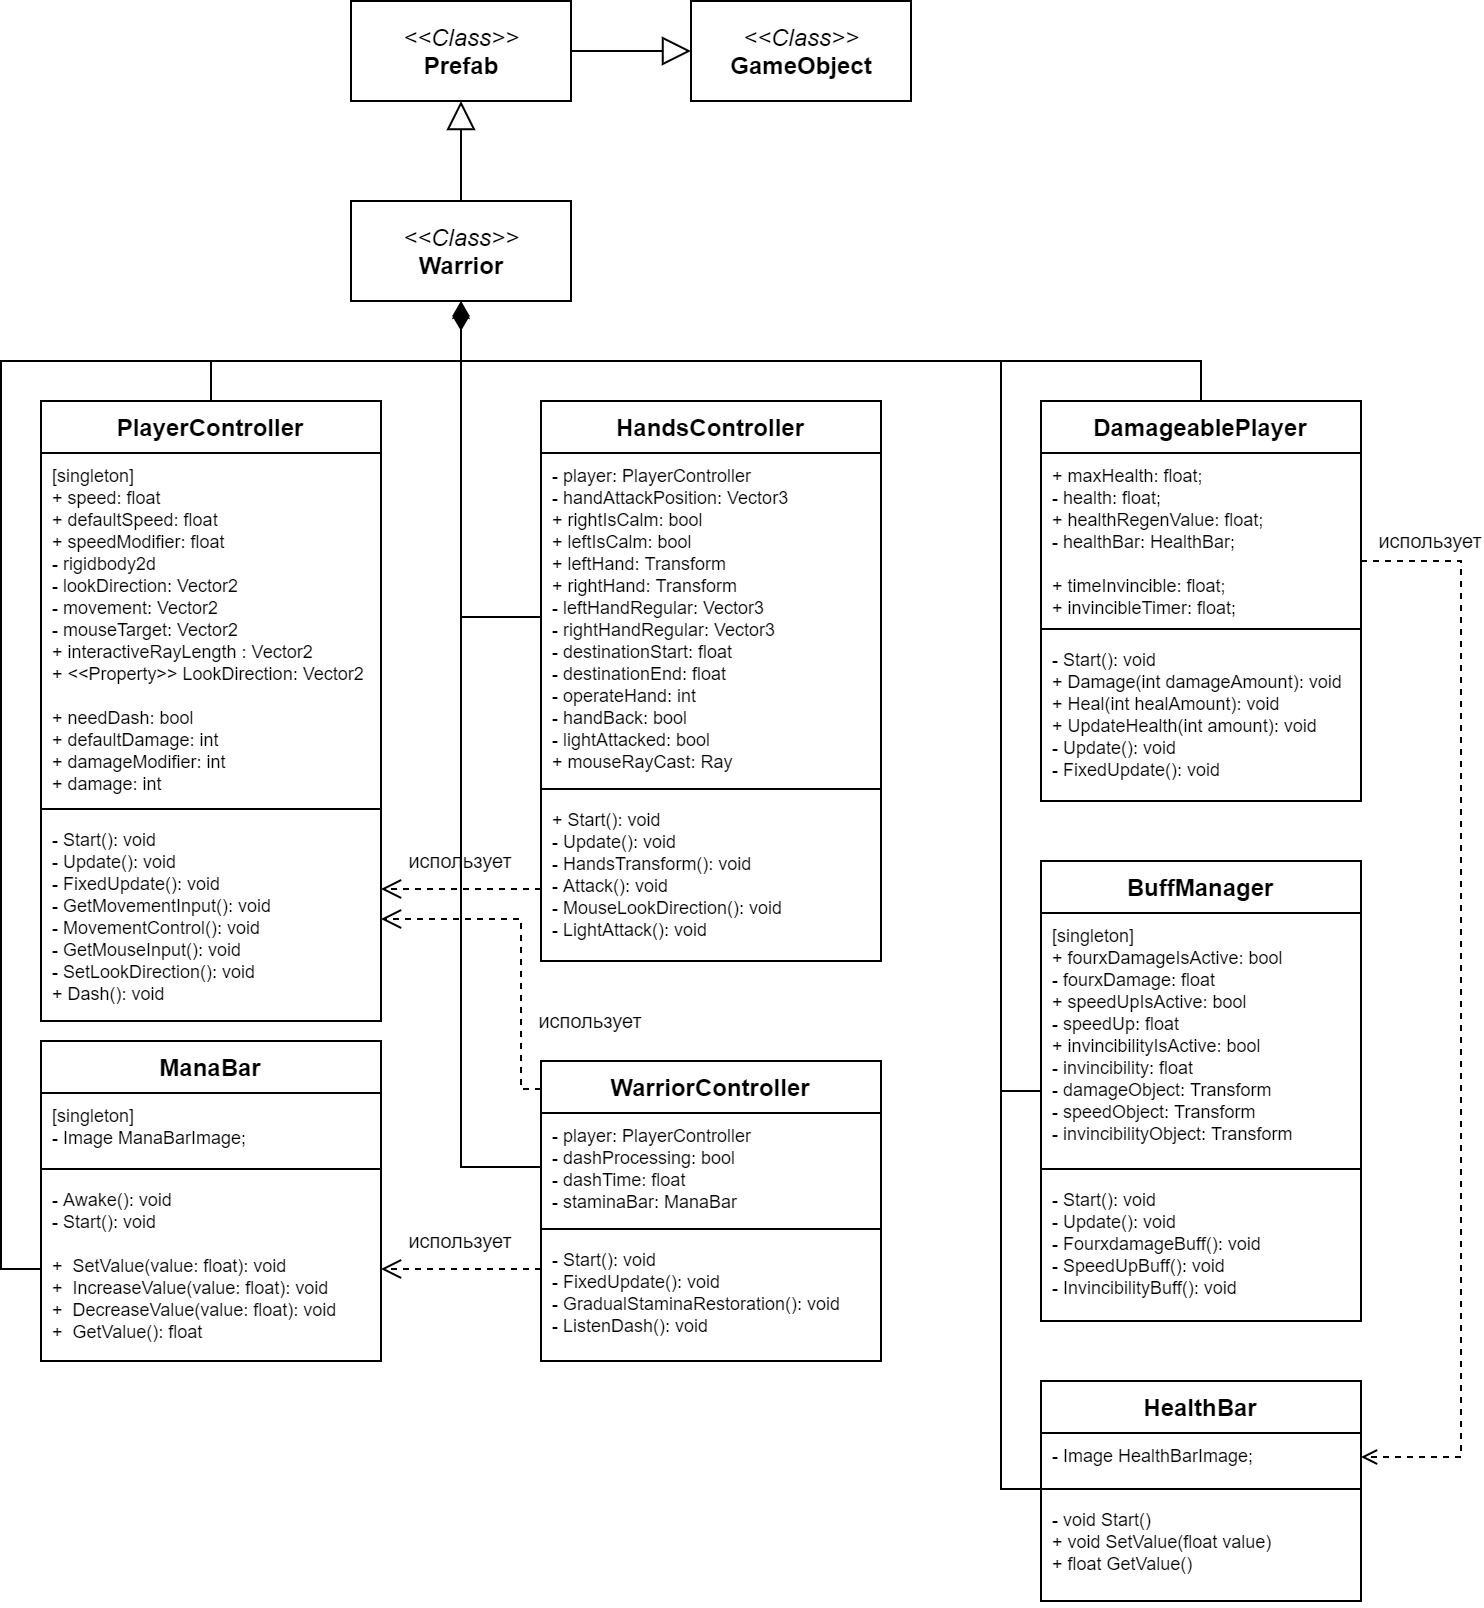 <<Class>>
Prefab
<<Class>>
GameObject
<<Class>>
Warrior
PlayerController
[singleton]
+ speed: float
+ defaultSpeed: float
+ speedModifier: float
- rigidbody2d
- lookDirection: Vector2
- movement: Vector2
- mouseTarget: Vector2
+ interactiveRayLength : Vector2
+ <<Property>> LookDirection: Vector2
+ needDash: bool
+ defaultDamage: int
+ damageModifier: int
+ damage: int
- Start(): void
- Update(): void
- FixedUpdate(): void
- GetMovementInput(): void
- MovementControl(): void
- GetMouseInput(): void
- SetLookDirection(): void
+ Dash(): void
HandsController
- player: PlayerController
- handAttackPosition: Vector3
+ rightIsCalm: bool
+ leftIsCalm: bool
+ leftHand: Transform
+ rightHand: Transform
- leftHandRegular: Vector3
- rightHandRegular: Vector3
- destinationStart: float
- destinationEnd: float
- operateHand: int
- handBack: bool
- lightAttacked: bool
+ mouseRayCast: Ray
+ Start(): void
- Update(): void
- HandsTransform(): void
- Attack(): void
- MouseLookDirection(): void
- LightAttack(): void
DamageablePlayer
+ maxHealth: float;
- health: float;
+ healthRegenValue: float;
- healthBar: HealthBar;
+ timeInvincible: float;
+ invincibleTimer: float;
- Start(): void
+ Damage(int damageAmount): void
+ Heal(int healAmount): void
+ UpdateHealth(int amount): void
- Update(): void
- FixedUpdate(): void
использует
использует
использует
ManaBar
[singleton]
- Image ManaBarImage;
- Awake(): void
- Start(): void
+ SetValue(value: float): void
+ IncreaseValue(value: float): void
+ DecreaseValue(value: float): void
+ GetValue(): float
использует
WarriorController
- player: PlayerController
- dashProcessing: bool
- dashTime: float
- staminaBar: ManaBar
- Start(): void
- FixedUpdate(): void
- GradualStaminaRestoration(): void
- ListenDash(): void
BuffManager
[singleton]
+ fourxDamageIsActive: bool
- fourxDamage: float
+ speedUpIsActive: bool
- speedUp: float
+ invincibilityIsActive: bool
- invincibility: float
- damageObject: Transform
- speedObject: Transform
- invincibilityObject: Transform
- Start(): void
- Update(): void
- FourxdamageBuff(): void
- SpeedUpBuff(): void
- InvincibilityBuff(): void
HealthBar
- Image HealthBarImage;
- void Start()
+ void SetValue(float value)
+ float GetValue()